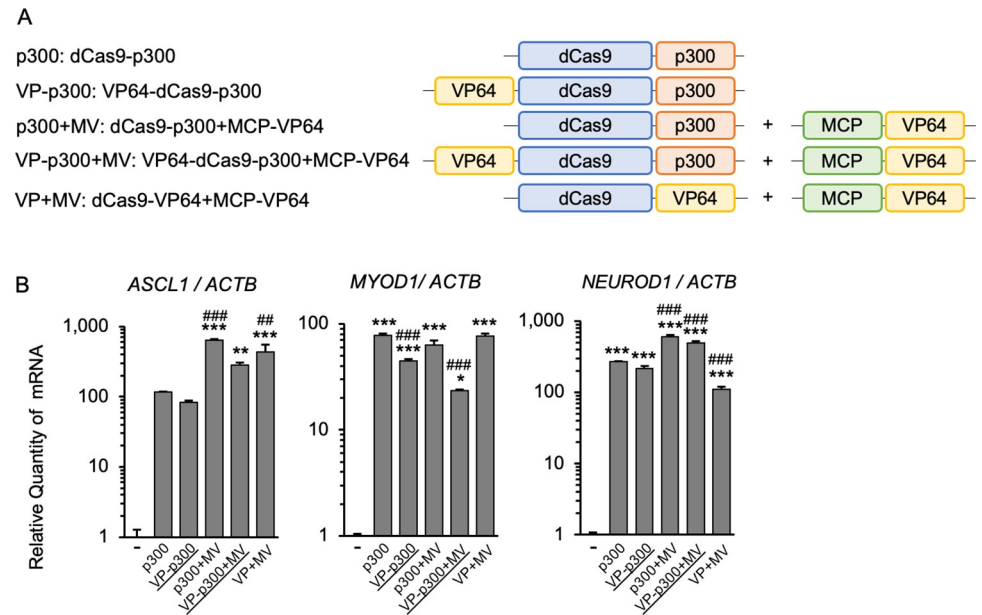 A
p300: dCas9-p300 dCas9 p300
VP-p300: VP64-dCas9-p300 VP64 dCas9 p300
p300+MV: dCas9-p300+MCP-VP64 dCas9 p300 + MCP VP64
VP-p300+MV: VP64-dCas9-p300+MCP-VP64 VP64 dCas9 p300 + MCP VP64
VP+MV: dCas9-VP64+MCP-VP64 dCas9 VP64 + MCP VP64
B
Relative Quantity of mRNA
ASCL1 / ACTB
1,000
100
10
1
***
###
**
***
##
-
p300
VP-p300
p300+MV
VP-p300+MV
VP+MV
MYOD1/ ACTB
100
10
1
***
###
***
***
###
*
***
-
p300
VP-p300
p300+MV
VP-p300+MV
VP+MV
NEUROD1 / ACTB
1,000
100
10
1
***
***
###
***
###
***
###
***
-
p300
VP-p300
p300+MV
VP-p300+MV
VP+MV